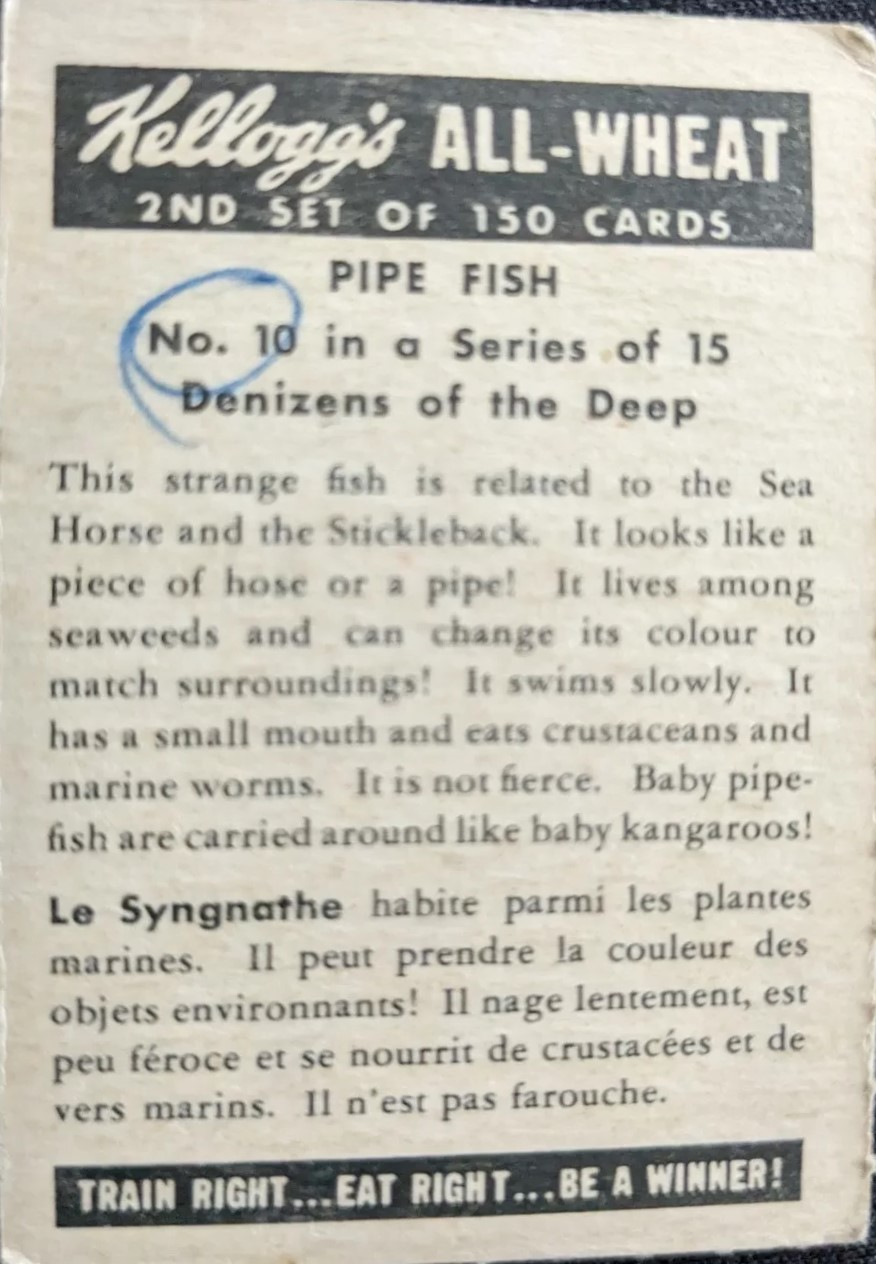 Kellogg's ALL-WHEAT
2ND SET OF 150 CARDS
PIPE FISH
No. 10 in a Series of 15
Denizens of the Deep
This strange fish is related to the Sea
Horse and the Stickleback. It looks like a
piece of hose or a pipe! It lives among
seaweeds and can change its colour to
match surroundings! It swims slowly. It
has a small mouth and eats crustaceans and
marine worms. It is not fierce. Baby pipe-
fish are carried around like baby kangaroos!
Le Syngnathe habite parmi les plantes
marines. Il peut prendre la couleur des
objets environnants! Il nage lentement, est
peu féroce et se nourrit de crustacées et de
vers marins. Il n'est pas farouche.
TRAIN RIGHT...EAT RIGHT...BE A WINNER!